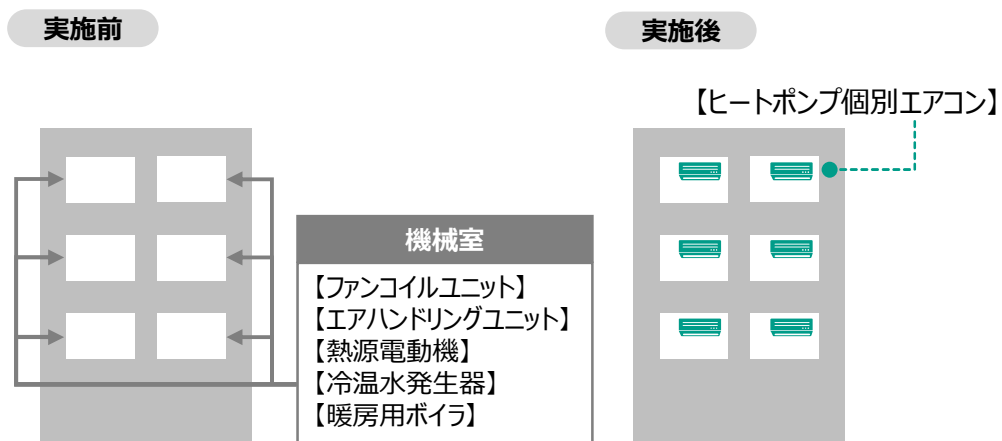 実施前
実施後
【ヒートポンプ個別エアコン】
機械室
【ファンコイルユニット】
【エアハンドリングユニット】
【熱源電動機】
【冷温水発生器】
【暖房用ボイラ】